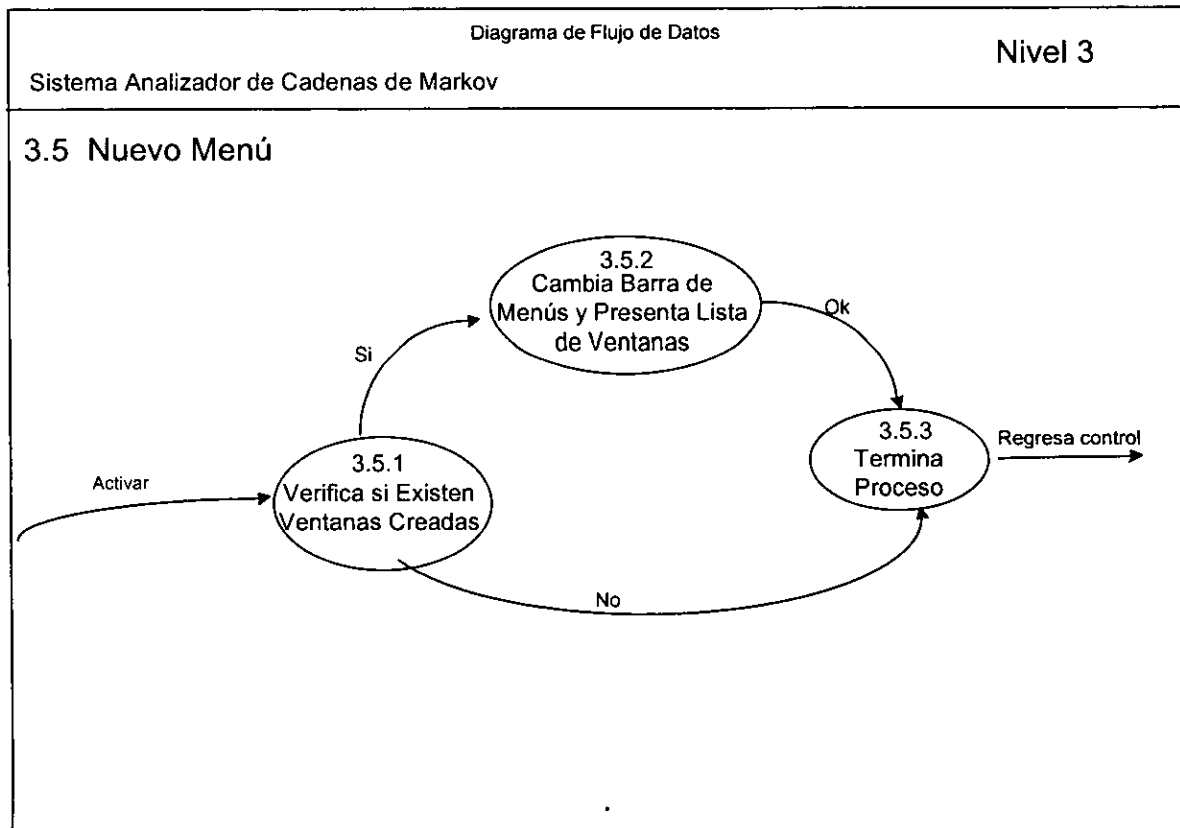 Diagrama de Flujo de Datos
Nivel 3
Sistema Analizador de Cadenas de Markov
3.5 Nuevo Menú
3.5.2
Cambia Barra de
Menús y Presenta Lista
de Ventanas
Ok
Si
3.5.3
Termina
Proceso
Regresa control
3.5.1
Verifica si Existen
Ventanas Creadas
Activar
No